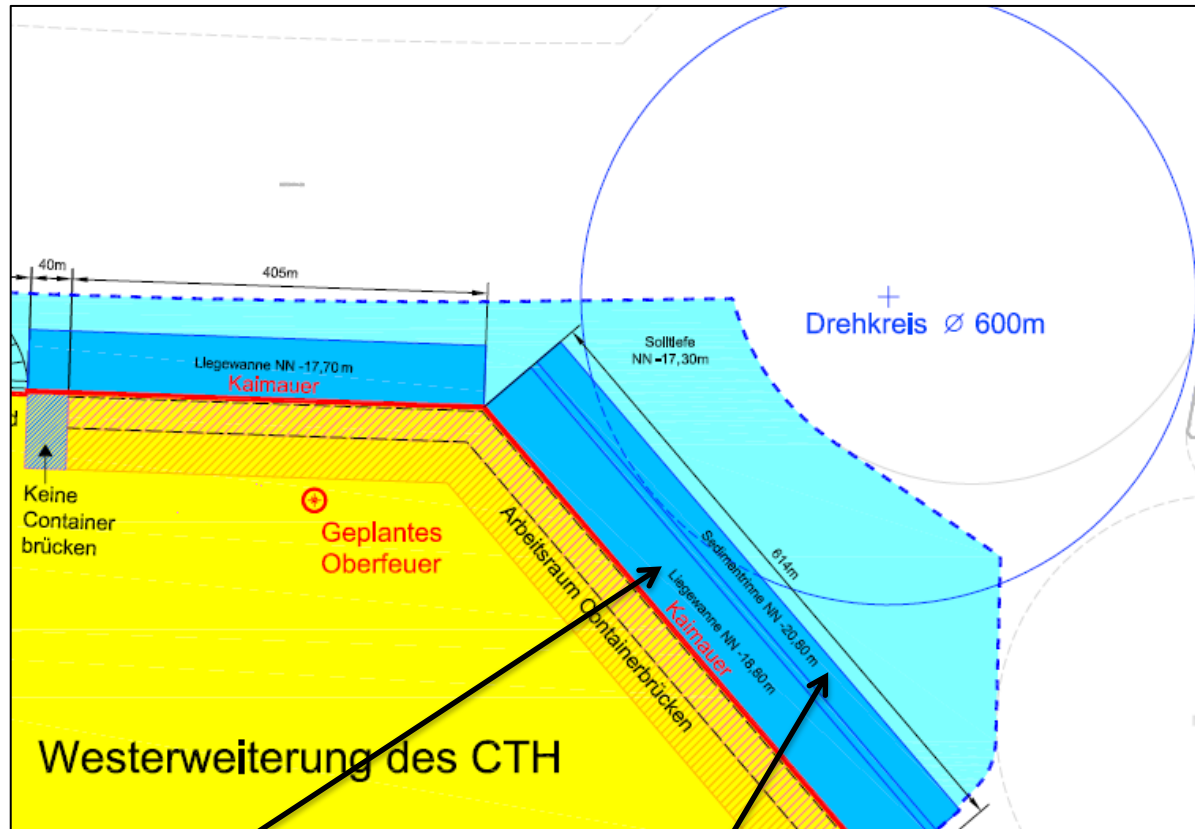 40m
405m
Drehkreis ⌀ 600m
Solltiefe
NN -17,30m
Liegewanne NN -17,70 m
Kaimauer
d
Keine
Container
brücken
Geplantes
Oberfeuer
Arbeitsraum Containerbrücken
Liegewanne NN -18,80 m
Kaimauer
Sedimentrinne NN -20,80 m
614m
Westerweiterung des CTH